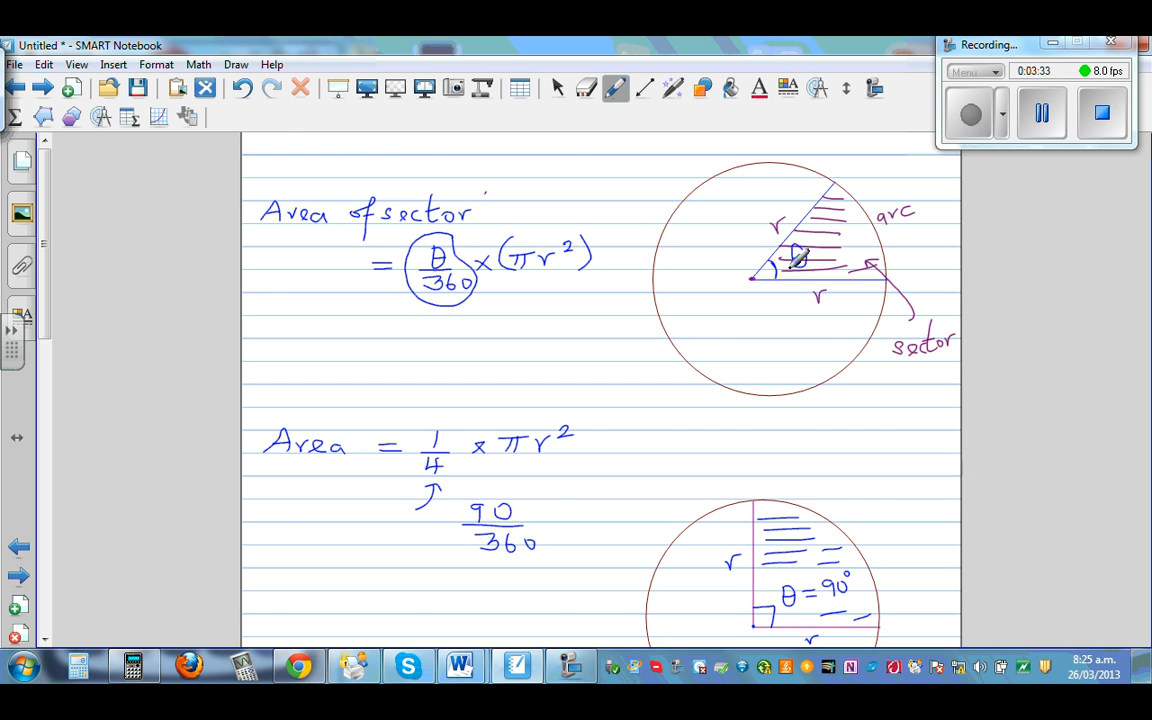 Untitled * - SMART Notebook
File Edit View Insert Format Math Draw Help
Recording...
Menu
0:03:33
8.0 fps
Area of sector
= θ/360 × (πr²)
r
θ
arc
r
sector
Area = 1/4 × πr²
90/360
r
θ = 90°
r
8:25 a.m.
26/03/2013